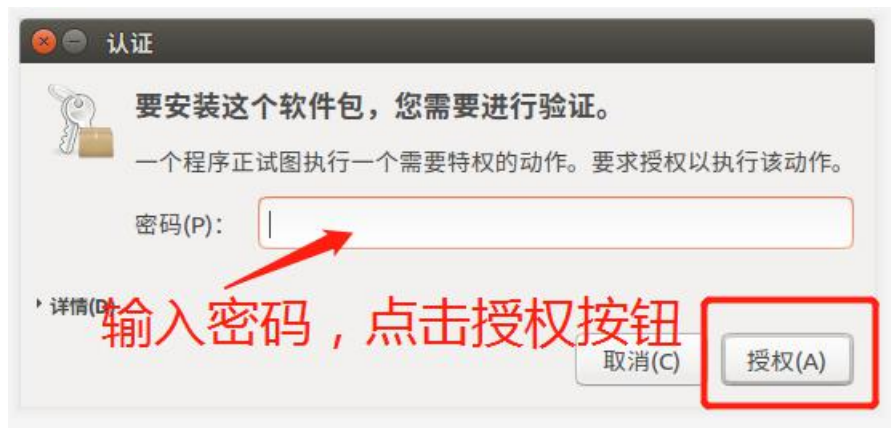 认证
要安装这个软件包，您需要进行验证。
一个程序正试图执行一个需要特权的动作。要求授权以执行该动作。
密码(P):
详情(D)
输入密码，点击授权按钮
取消(C)
授权(A)